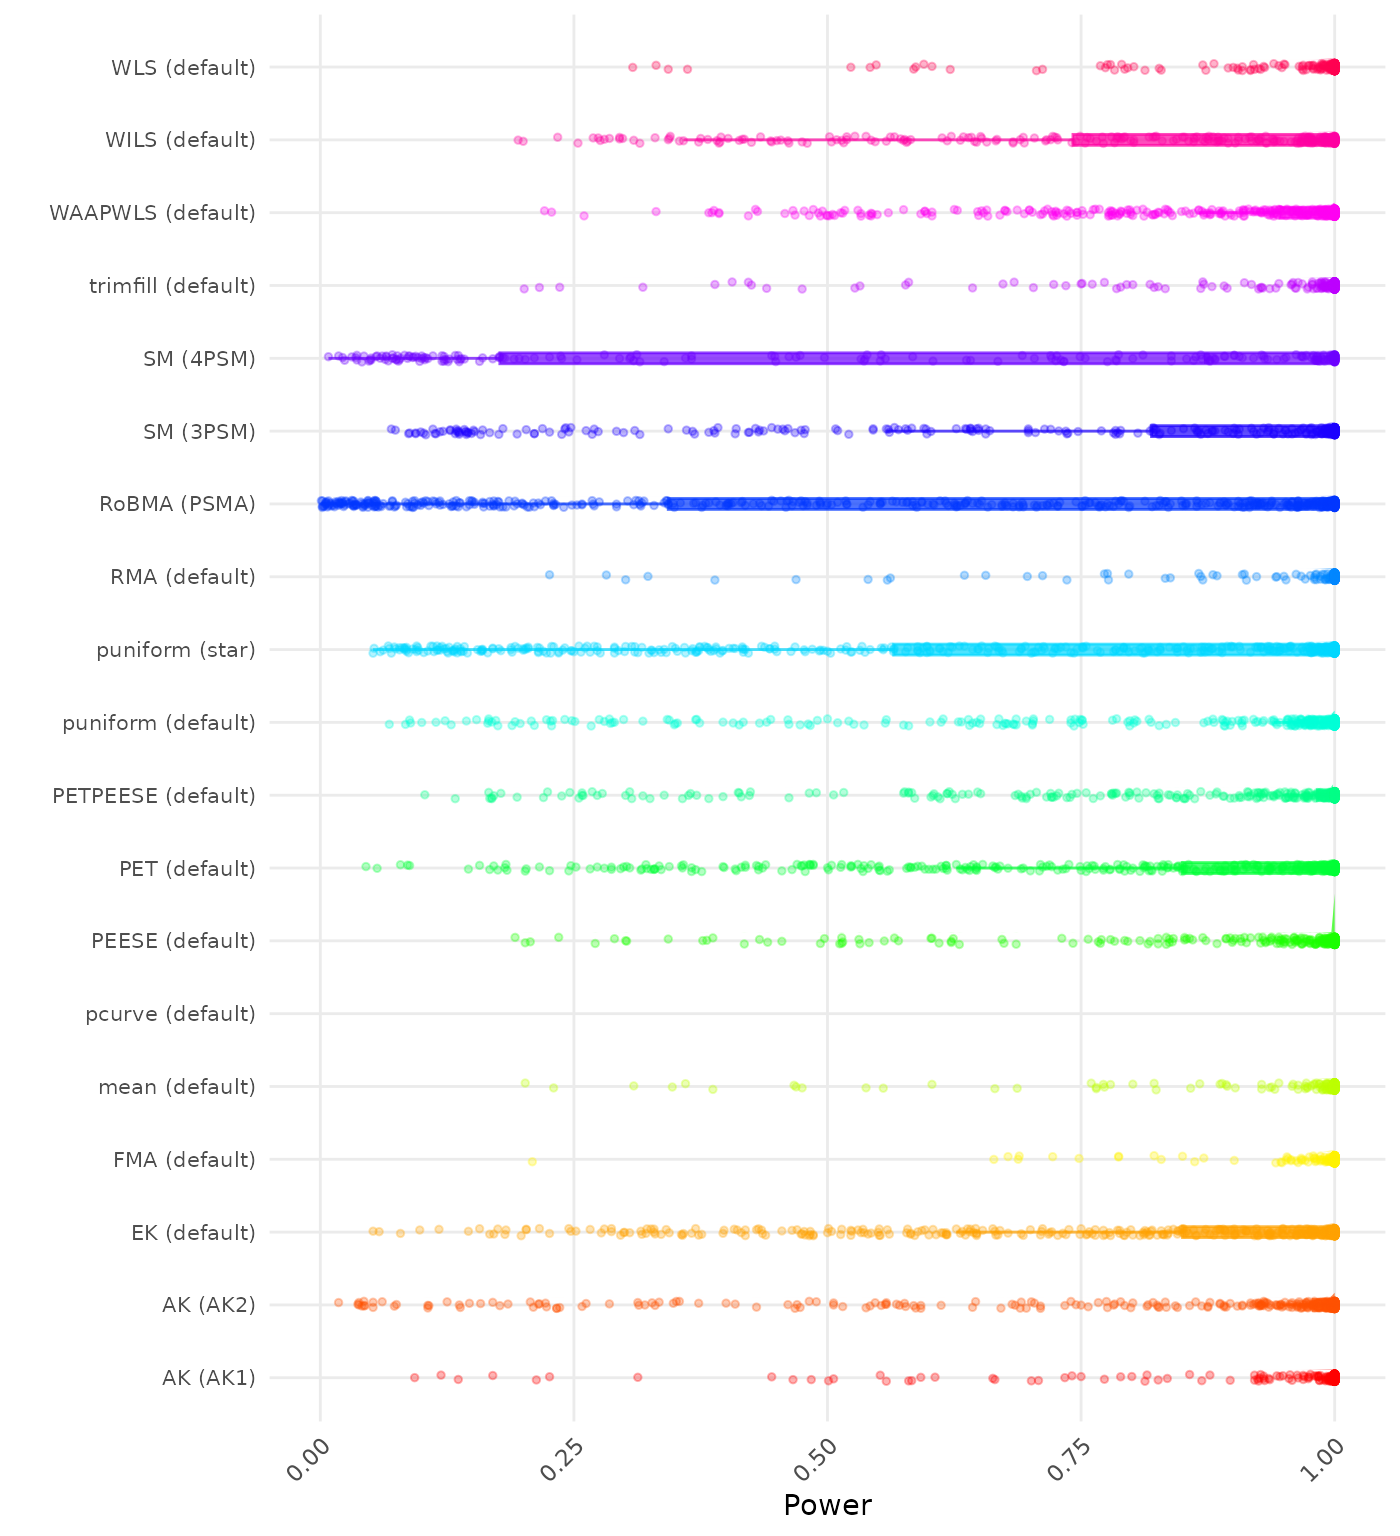 WLS (default)
WILS (default)
WAAPWLS (default)
trimfill (default)
SM (4PSM)
SM (3PSM)
RoBMA (PSMA)
RMA (default)
puniform (star)
puniform (default)
PETPEESE (default)
PET (default)
PEESE (default)
pcurve (default)
mean (default)
FMA (default)
EK (default)
AK (AK2)
AK (AK1)
0.00 0.25 0.50 0.75 1.00
Power